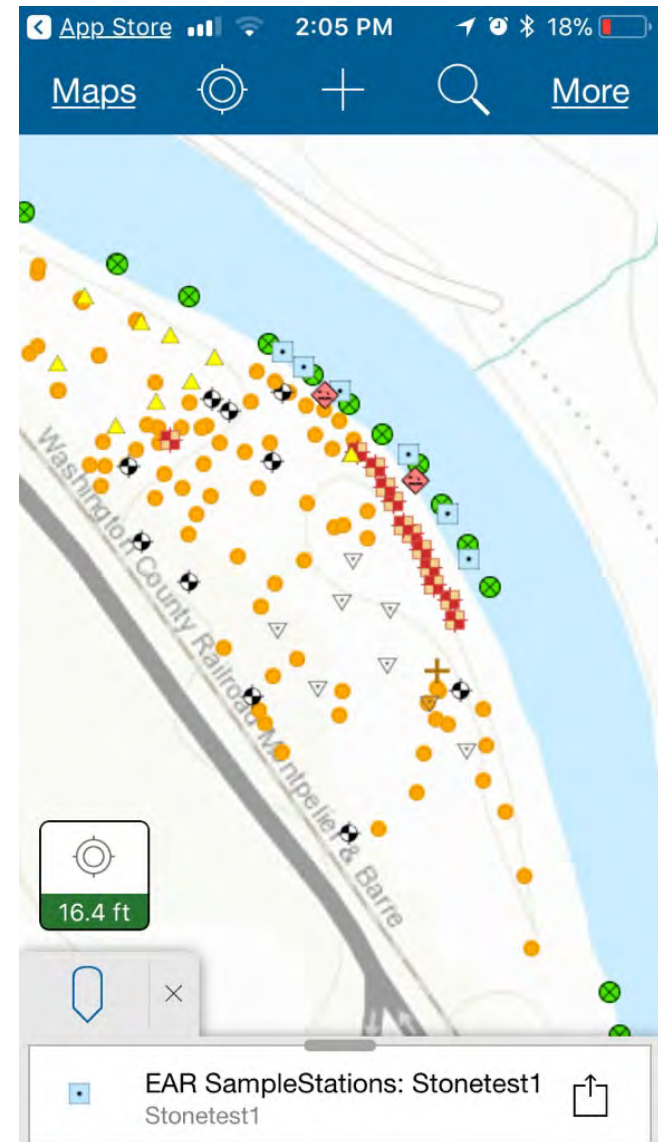 App Store 2:05 PM 18%
Maps More
Washington County Railroad Montpelier & Barre
16.4 ft
EAR SampleStations: Stonetest1
Stonetest1